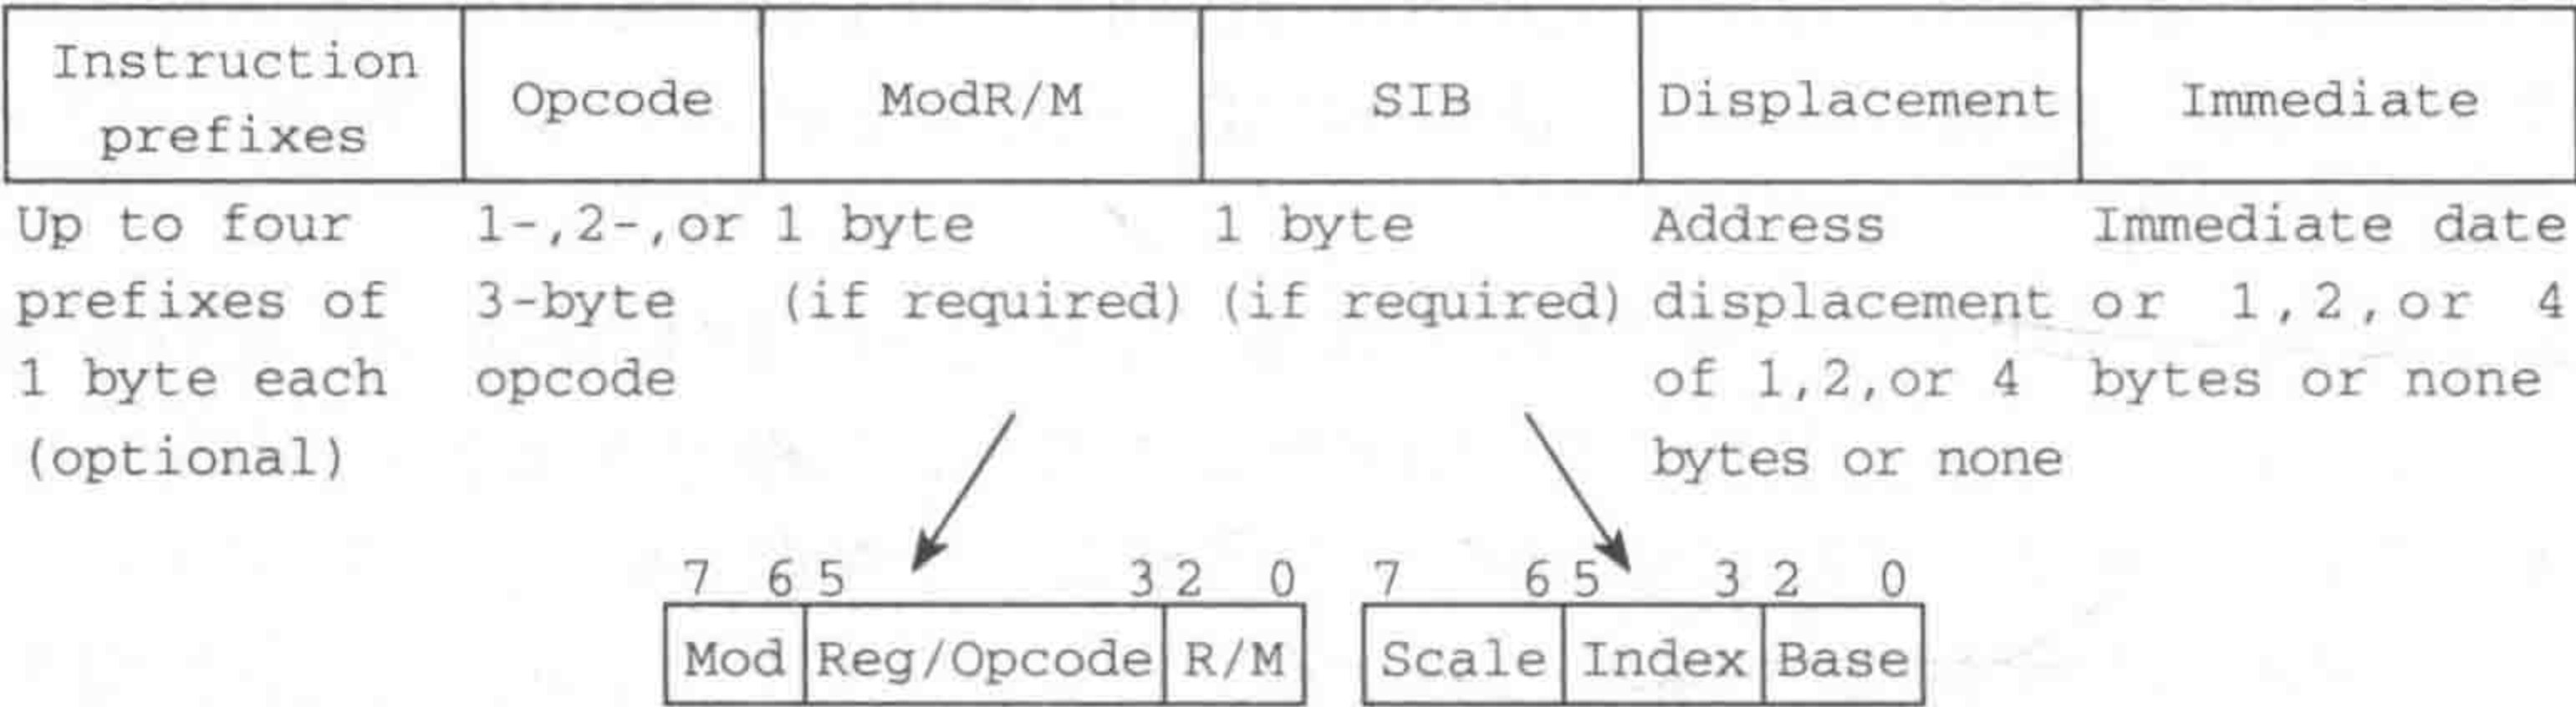 Instruction prefixes
Opcode
ModR/M
SIB
Displacement
Immediate
Up to four
prefixes of
1 byte each
(optional)
1-,2-,or
3-byte
opcode
1 byte
(if required)
1 byte
(if required)
Address
displacement
of 1,2,or 4
bytes or none
Immediate date
or 1,2,or 4
bytes or none
7 6 5 3 2 0
Mod Reg/Opcode R/M
7 6 5 3 2 0
Scale Index Base